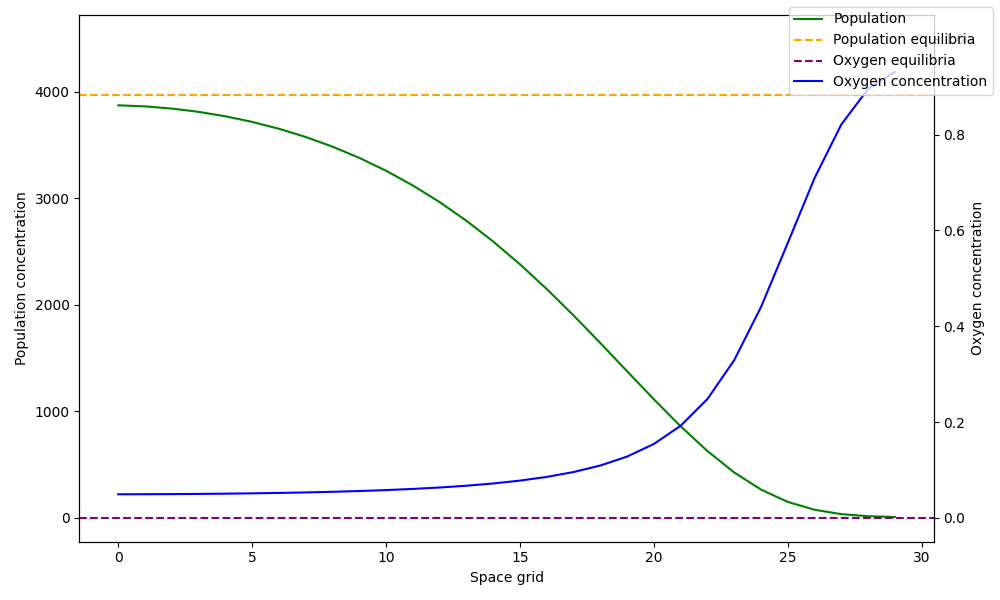 Population
Population equilibria
Oxygen equilibria
Oxygen concentration
4000
3000
2000
1000
0
0.8
0.6
0.4
0.2
0.0
0
5
10
15
20
25
30
Population concentration
Oxygen concentration
Space grid